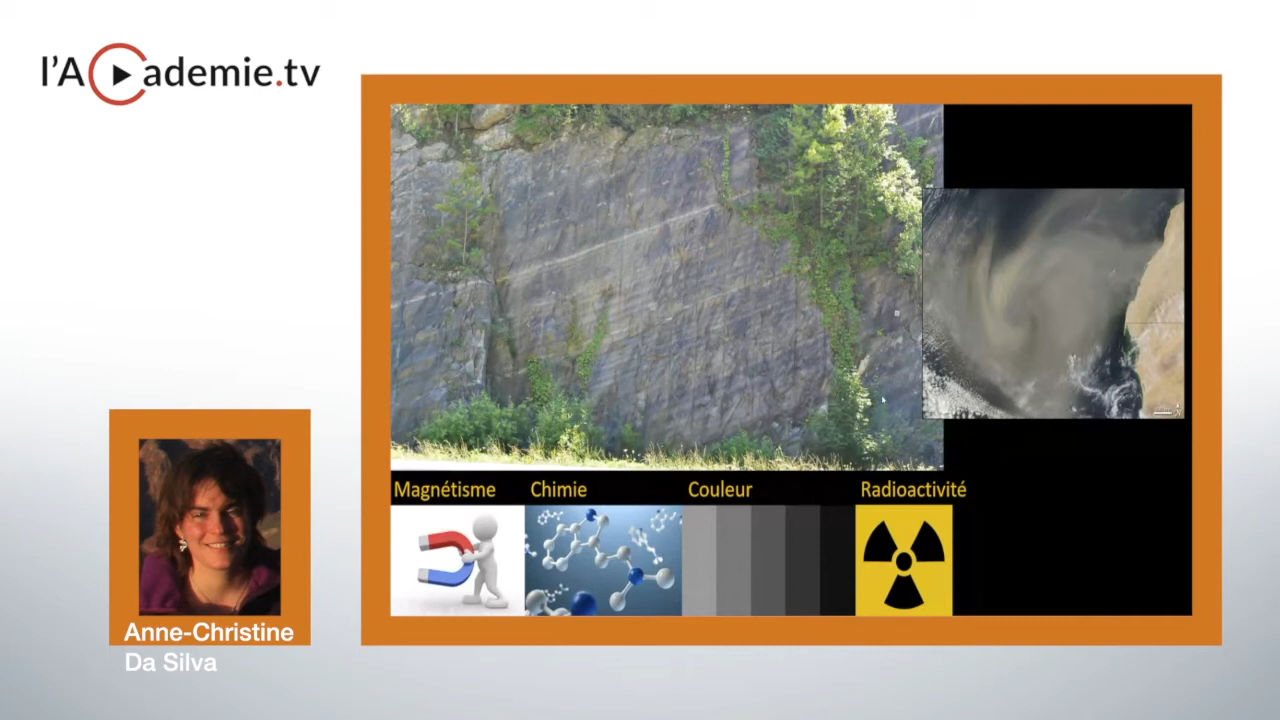 l'Academie.tv
Magnétisme
Chimie
Couleur
Radioactivité
Anne-Christine
Da Silva